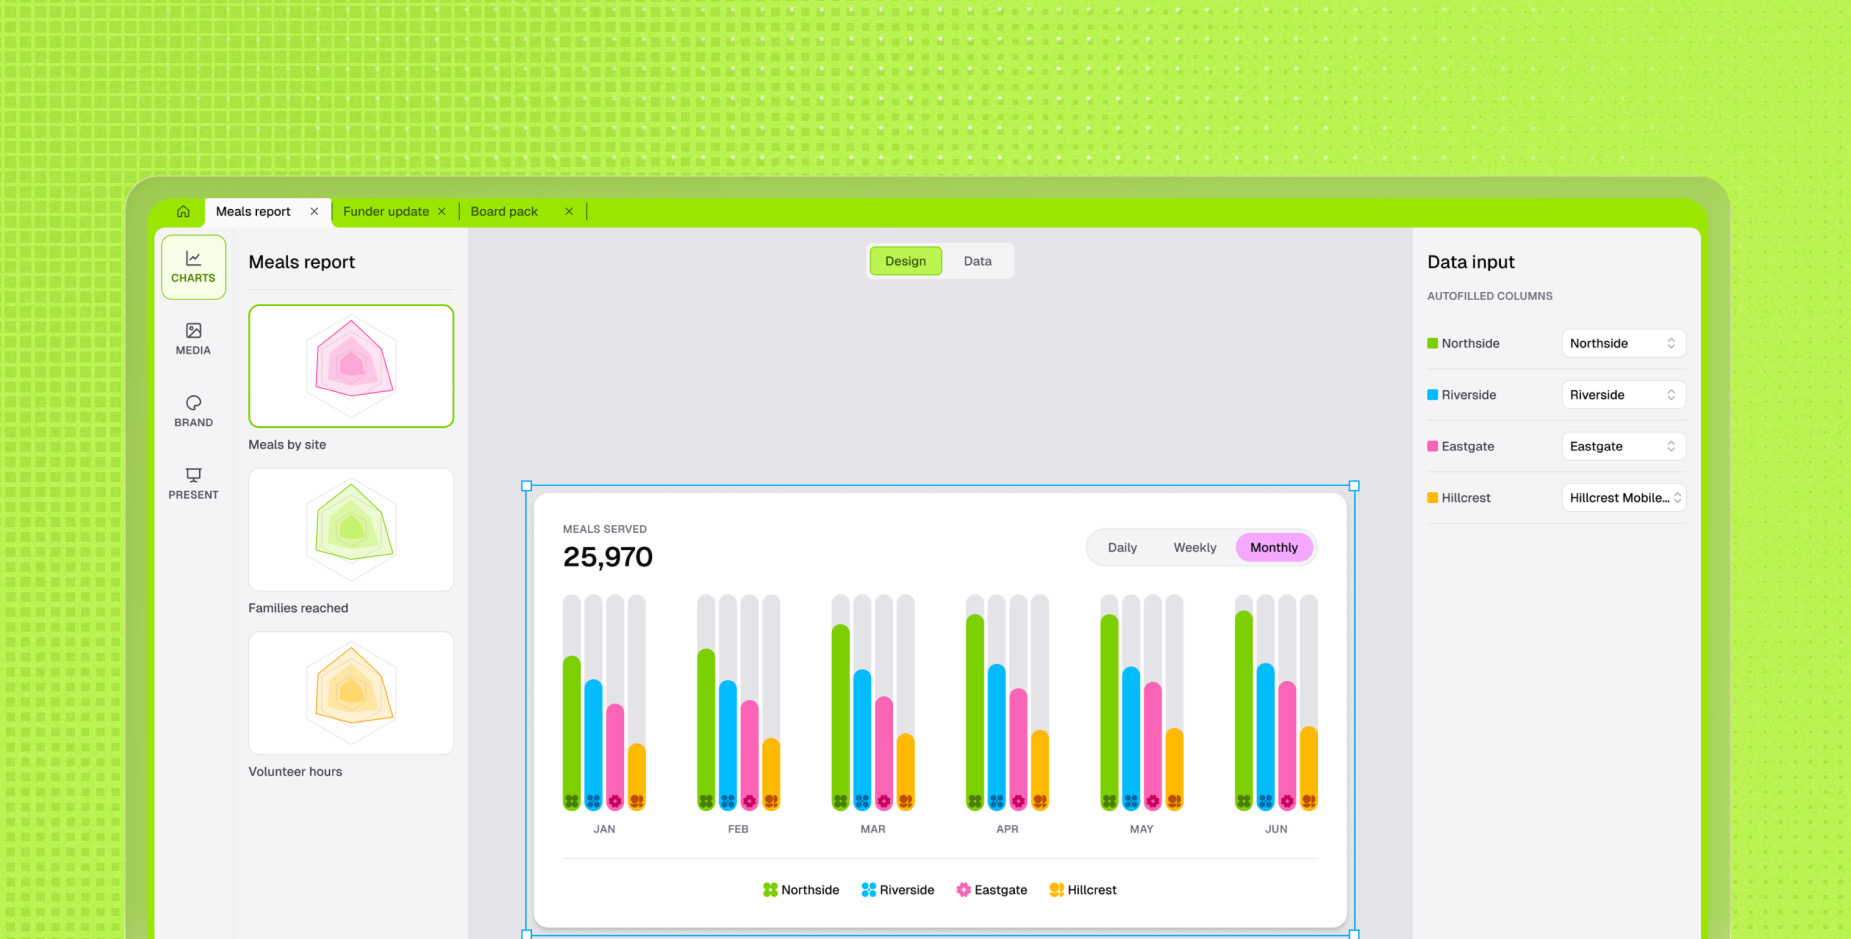 Meals report
Funder update
Board pack
CHARTS
MEDIA
BRAND
PRESENT
Meals report
Meals by site
Families reached
Volunteer hours
Design
Data
MEALS SERVED
25,970
Daily
Weekly
Monthly
JAN
FEB
MAR
APR
MAY
JUN
Northside
Riverside
Eastgate
Hillcrest
Data input
AUTOFILLED COLUMNS
Northside
Northside
Riverside
Riverside
Eastgate
Eastgate
Hillcrest
Hillcrest Mobile...